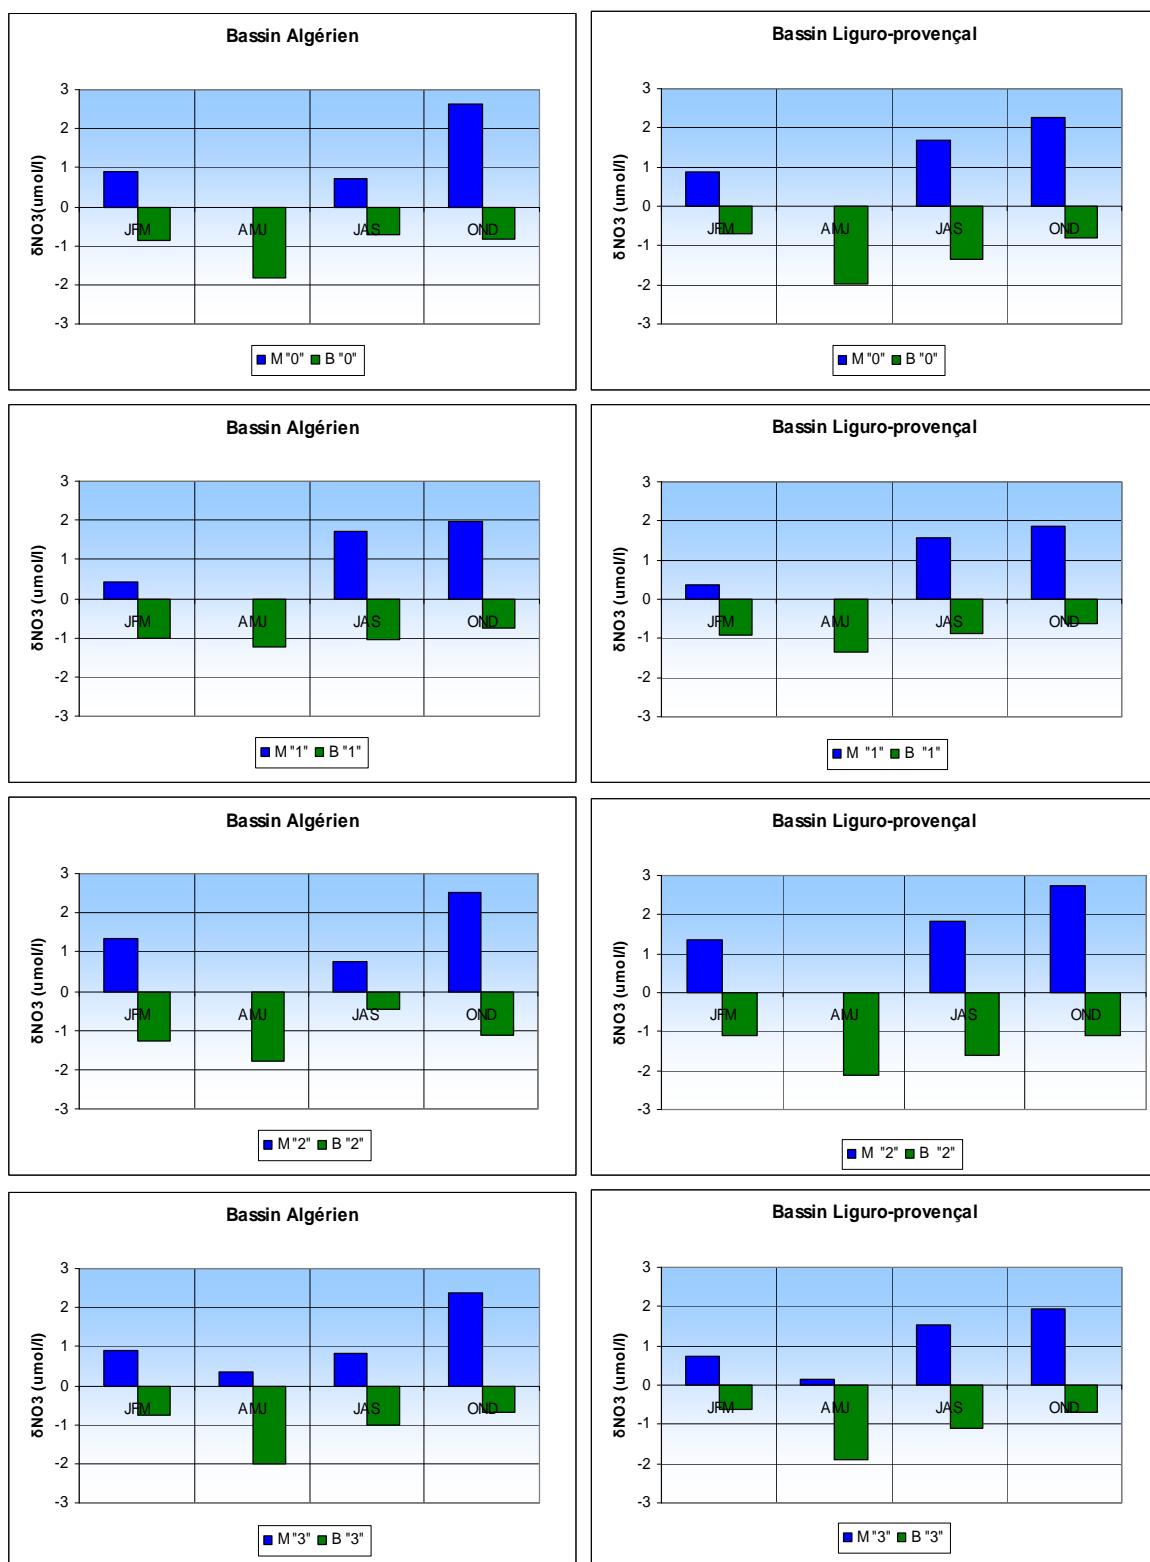 Bassin Algérien
3
2
1
0
-1
-2
-3
δNO3(umol/l)
JFM
AMJ
JAS
OND
M "0" B "0"
Bassin Liguro-provençal
3
2
1
0
-1
-2
-3
δNO3 (umol/l)
JFM
AMJ
JAS
OND
M "0" B "0"
Bassin Algérien
3
2
1
0
-1
-2
-3
δNO3 (umol/l)
JFM
AMJ
JAS
OND
M "1" B "1"
Bassin Liguro-provençal
3
2
1
0
-1
-2
-3
δNO3 (umol/l)
JFM
AMJ
JAS
OND
M "1" B "1"
Bassin Algérien
3
2
1
0
-1
-2
-3
δNO3 (umol/l)
JFM
AMJ
JAS
OND
M "2" B "2"
Bassin Liguro-provençal
3
2
1
0
-1
-2
-3
δNO3 (umol/l)
JFM
AMJ
JAS
OND
M "2" B "2"
Bassin Algérien
3
2
1
0
-1
-2
-3
δNO3 (umol/l)
JFM
AMJ
JAS
OND
M "3" B "3"
Bassin Liguro-provençal
3
2
1
0
-1
-2
-3
δNO3 (umol/l)
JFM
AMJ
JAS
OND
M "3" B "3"